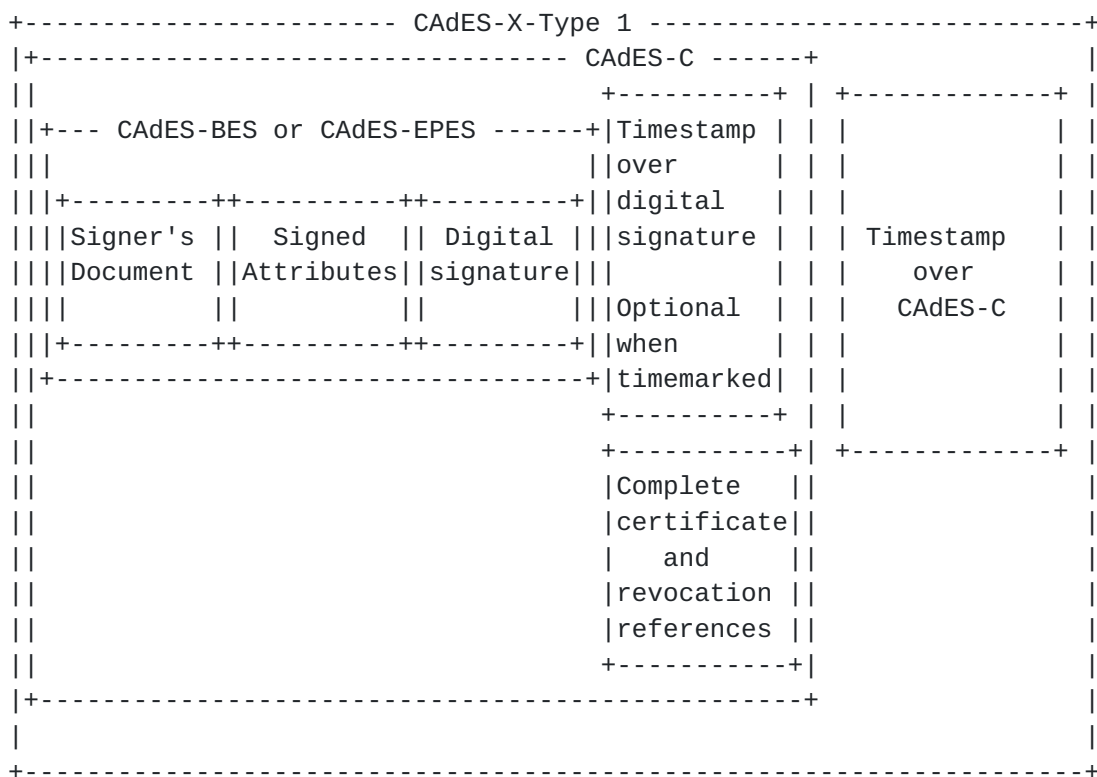 +------------------------ CAdES-X-Type 1 ----------------------------+
|+---------------------------------- CAdES-C ------+                 |
||                                    +----------+ | +-------------+ |
||+--- CAdES-BES or CAdES-EPES ------+|Timestamp | | |             | |
|||                                  ||over      | | |             | |
|||+---------++----------++---------+||digital   | | |             | |
||||Signer's ||  Signed  || Digital |||signature | | | Timestamp   | |
||||Document ||Attributes||signature|||          | | |    over     | |
||||         ||          ||         |||Optional  | | |   CAdES-C   | |
|||+---------++----------++---------+||when      | | |             | |
||+----------------------------------+|timemarked| | |             | |
||                                    +----------+ | |             | |
||                                    +-----------+| +-------------+ |
||                                    |Complete   ||                 |
||                                    |certificate||                 |
||                                    |   and     ||                 |
||                                    |revocation ||                 |
||                                    |references ||                 |
||                                    +-----------+|                 |
|+-------------------------------------------------+                 |
|                                                                    |
+--------------------------------------------------------------------+